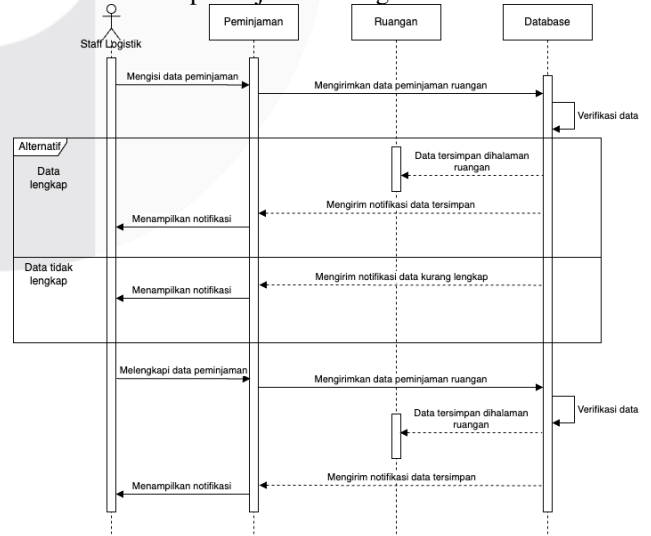 Peminjaman
Ruangan
Database
Staff Logistik
Mengisi data peminjaman
Mengirimkan data peminjaman ruangan
Verifikasi data
Alternatif
Data
lengkap
Data tersimpan dihalaman
ruangan
Mengirim notifikasi data tersimpan
Menampilkan notifikasi
Data tidak
lengkap
Mengirim notifikasi data kurang lengkap
Menampilkan notifikasi
Melengkapi data peminjaman
Mengirimkan data peminjaman ruangan
Verifikasi data
Data tersimpan dihalaman
ruangan
Mengirim notifikasi data tersimpan
Menampilkan notifikasi